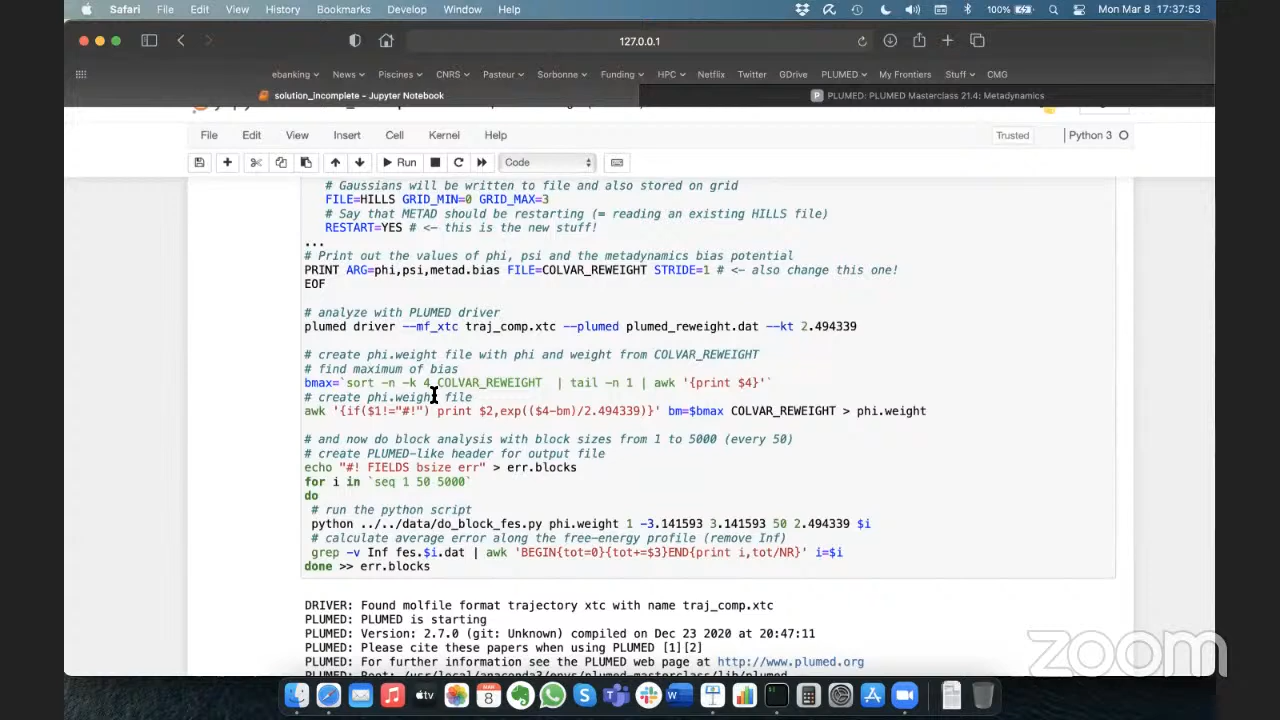 Safari File Edit View History Bookmarks Develop Window Help 100% Mon Mar 8 17:37:53
127.0.0.1
ebanking News Piscines CNRS Pasteur Sorbonne Funding HPC Netflix Twitter GDrive PLUMED My Frontiers Stuff CMG
solution_incomplete – Jupyter Notebook P PLUMED: PLUMED Masterclass 21.4: Metadynamics
File Edit View Insert Cell Kernel Help Trusted Python 3
Run Code
# Gaussians will be written to file and also stored on grid
FILE=HILLS GRID_MIN=0 GRID_MAX=3
# Say that METAD should be restarting (= reading an existing HILLS file)
RESTART=YES # <- this is the new stuff!
...
# Print out the values of phi, psi and the metadynamics bias potential
PRINT ARG=phi,psi,metad.bias FILE=COLVAR_REWEIGHT STRIDE=1 # <- also change this one!
EOF
# analyze with PLUMED driver
plumed driver --mf_xtc traj_comp.xtc --plumed plumed_reweight.dat --kt 2.494339
# create phi.weight file with phi and weight from COLVAR_REWEIGHT
# find maximum of bias
bmax=`sort -n -k 4 COLVAR_REWEIGHT | tail -n 1 | awk '{print $4}'`
# create phi.weight file
awk '{if($1!="#!") print $2,exp(($4-bm)/2.494339)}' bm=$bmax COLVAR_REWEIGHT > phi.weight
# and now do block analysis with block sizes from 1 to 5000 (every 50)
# create PLUMED-like header for output file
echo "#! FIELDS bsize err" > err.blocks
for i in `seq 1 50 5000`
do
# run the python script
python ../../data/do_block_fes.py phi.weight 1 -3.141593 3.141593 50 2.494339 $i
# calculate average error along the free-energy profile (remove Inf)
grep -v Inf fes.$i.dat | awk 'BEGIN{tot=0}{tot+=$3}END{print i,tot/NR}' i=$i
done >> err.blocks
DRIVER: Found molfile format trajectory xtc with name traj_comp.xtc
PLUMED: PLUMED is starting
PLUMED: Version: 2.7.0 (git: Unknown) compiled on Dec 23 2020 at 20:47:11
PLUMED: Please cite these papers when using PLUMED [1][2]
PLUMED: For further information see the PLUMED web page at http://www.plumed.org
zoom
MAR
8
tv